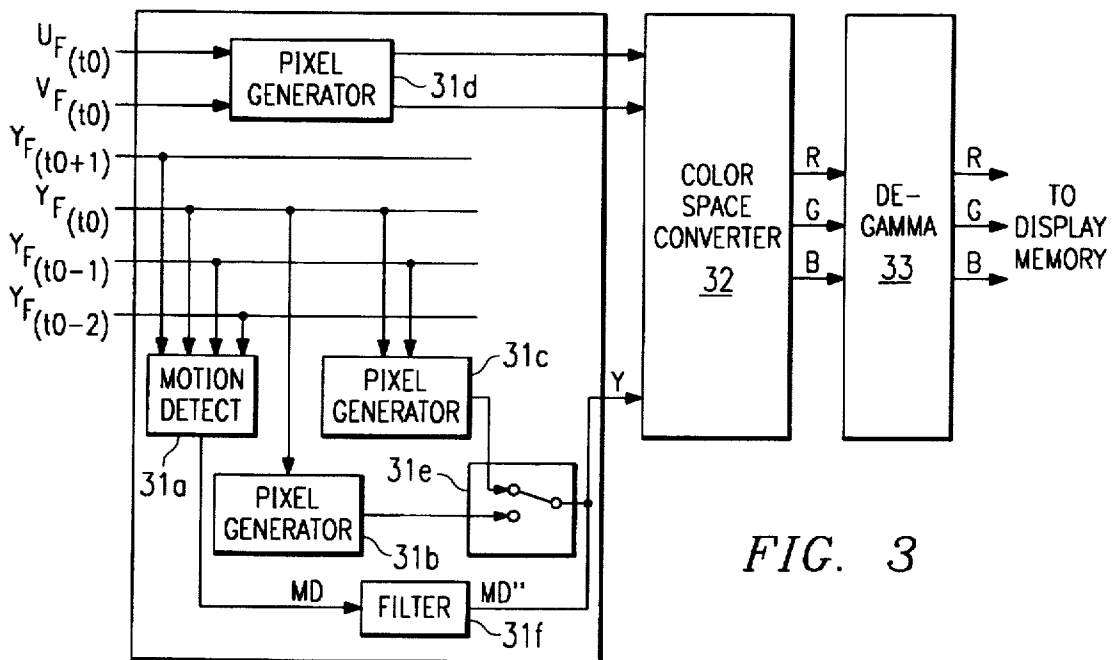 U_F(t0)
PIXEL
GENERATOR
31d
V_F(t0)
Y_F(t0+1)
Y_F(t0)
Y_F(t0-1)
Y_F(t0-2)
MOTION
DETECT
31a
PIXEL
GENERATOR
31c
PIXEL
GENERATOR
31b
31e
MD
FILTER
31f
MD"
Y
COLOR
SPACE
CONVERTER
32
R
G
B
DE-
GAMMA
33
R
G
B
TO
DISPLAY
MEMORY
FIG. 3